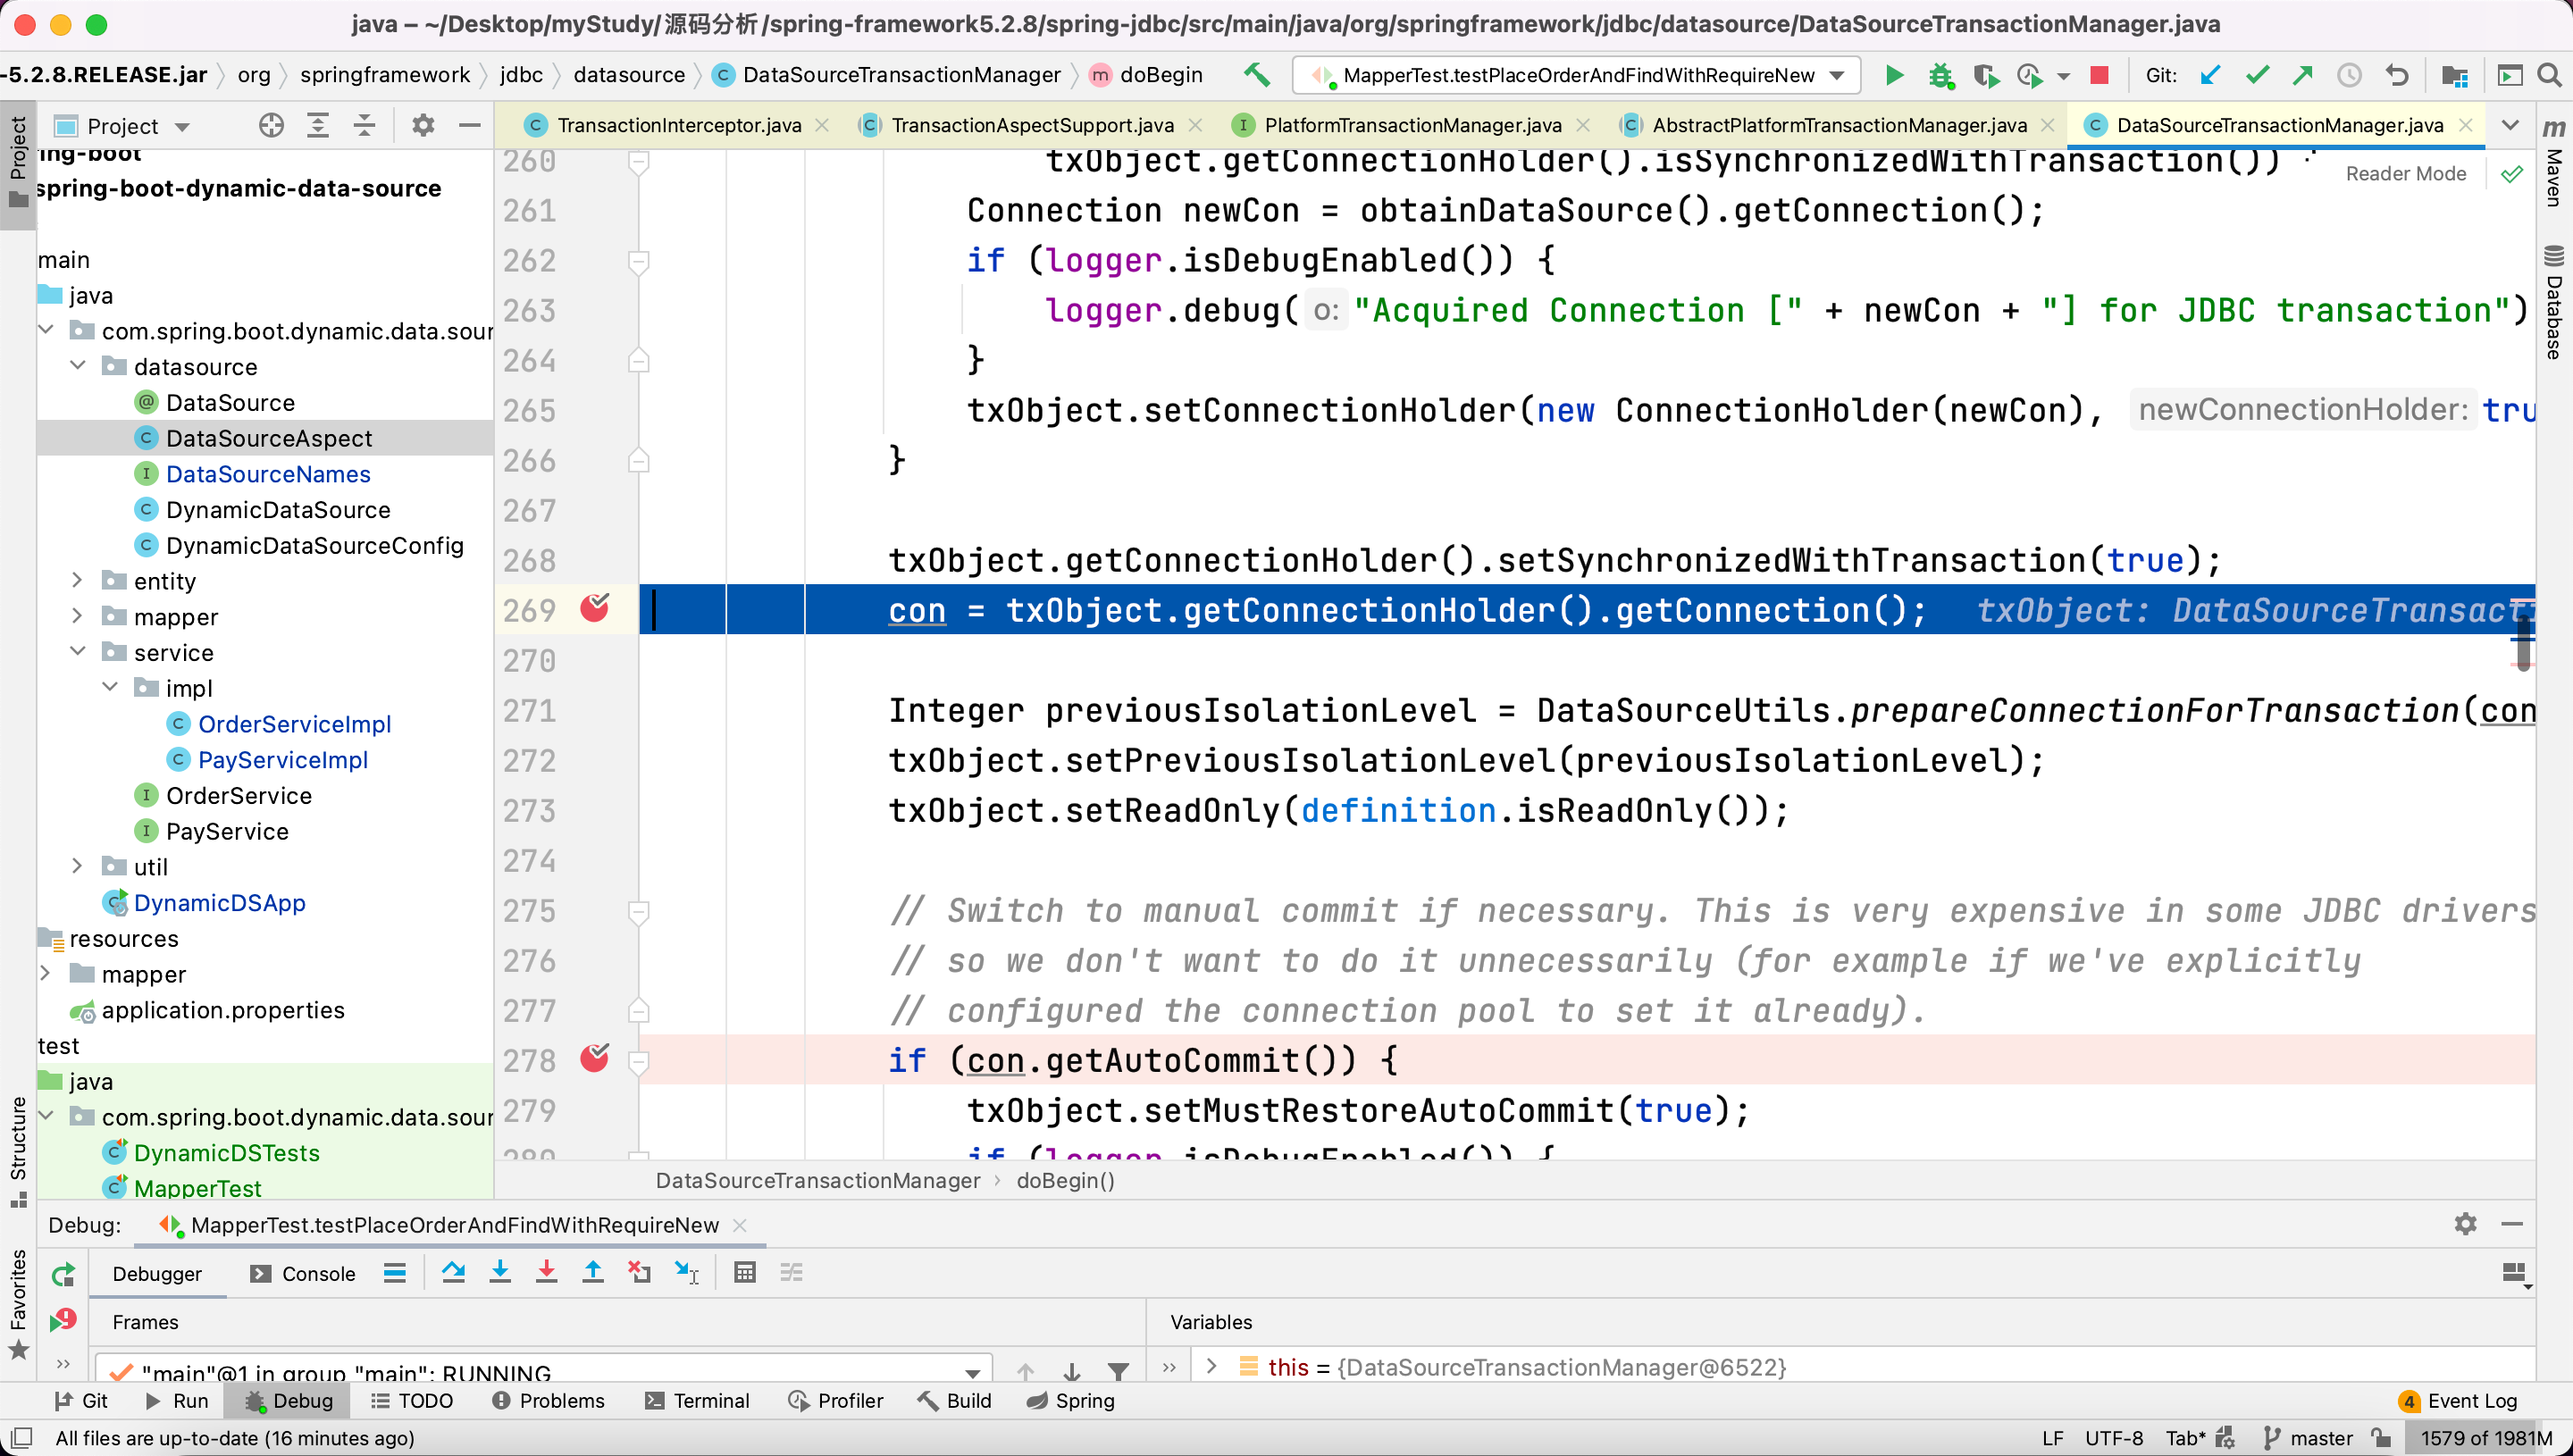 java – ~/Desktop/myStudy/源码分析/spring-framework5.2.8/spring-jdbc/src/main/java/org/springframework/jdbc/datasource/DataSourceTransactionManager.java
-5.2.8.RELEASE.jar org springframework jdbc datasource DataSourceTransactionManager doBegin MapperTest.testPlaceOrderAndFindWithRequireNew Git:
Project
TransactionInterceptor.java TransactionAspectSupport.java PlatformTransactionManager.java AbstractPlatformTransactionManager.java DataSourceTransactionManager.java
Project
Structure
Favorites
Maven
Database
Reader Mode
ing-boot
spring-boot-dynamic-data-source
main
java
com.spring.boot.dynamic.data.sour
datasource
DataSource
DataSourceAspect
DataSourceNames
DynamicDataSource
DynamicDataSourceConfig
entity
mapper
service
impl
OrderServiceImpl
PayServiceImpl
OrderService
PayService
util
DynamicDSApp
resources
mapper
application.properties
test
java
com.spring.boot.dynamic.data.sour
DynamicDSTests
MapperTest
260 txObject.getConnectionHolder().isSynchronizedWithTransaction())
261 Connection newCon = obtainDataSource().getConnection();
262 if (logger.isDebugEnabled()) {
263 logger.debug( o: "Acquired Connection [" + newCon + "] for JDBC transaction")
264 }
265 txObject.setConnectionHolder(new ConnectionHolder(newCon), newConnectionHolder: tru
266 }
267
268 txObject.getConnectionHolder().setSynchronizedWithTransaction(true);
269 con = txObject.getConnectionHolder().getConnection(); txObject: DataSourceTransacti
270
271 Integer previousIsolationLevel = DataSourceUtils.prepareConnectionForTransaction(con
272 txObject.setPreviousIsolationLevel(previousIsolationLevel);
273 txObject.setReadOnly(definition.isReadOnly());
274
275 // Switch to manual commit if necessary. This is very expensive in some JDBC drivers
276 // so we don't want to do it unnecessarily (for example if we've explicitly
277 // configured the connection pool to set it already).
278 if (con.getAutoCommit()) {
279 txObject.setMustRestoreAutoCommit(true);
280 if (logger.isDebugEnabled()) {
DataSourceTransactionManager › doBegin()
Debug: MapperTest.testPlaceOrderAndFindWithRequireNew
Debugger Console
Frames Variables
"main"@1 in group "main": RUNNING
this = {DataSourceTransactionManager@6522}
Git Run Debug TODO Problems Terminal Profiler Build Spring 4 Event Log
All files are up-to-date (16 minutes ago) LF UTF-8 Tab* master 1579 of 1981M